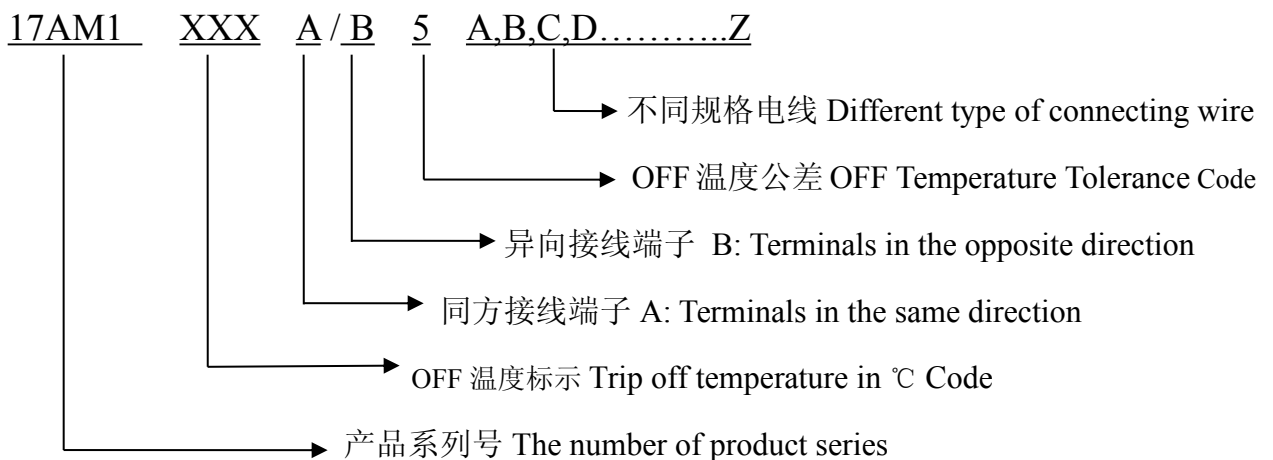 17AM1 XXX A / B 5 A,B,C,D………..Z
不同规格电线 Different type of connecting wire
OFF 温度公差 OFF Temperature Tolerance Code
异向接线端子 B: Terminals in the opposite direction
同方接线端子 A: Terminals in the same direction
OFF 温度标示 Trip off temperature in ℃ Code
产品系列号 The number of product series